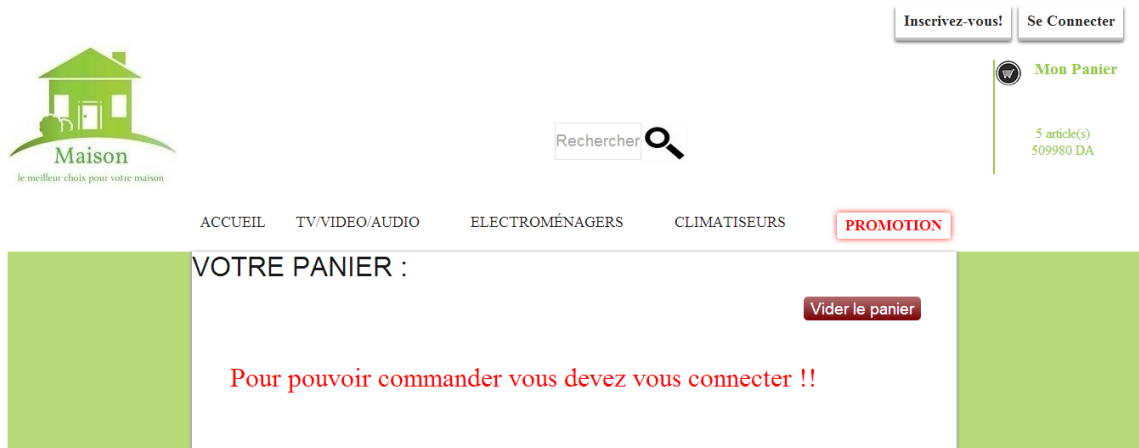 Inscrivez-vous!
Se Connecter
Mon Panier
5 article(s)
509980 DA
Maison
le meilleur choix pour votre maison
Rechercher
ACCUEIL
TV/VIDEO/AUDIO
ELECTROMÉNAGERS
CLIMATISEURS
PROMOTION
VOTRE PANIER :
Vider le panier
Pour pouvoir commander vous devez vous connecter !!